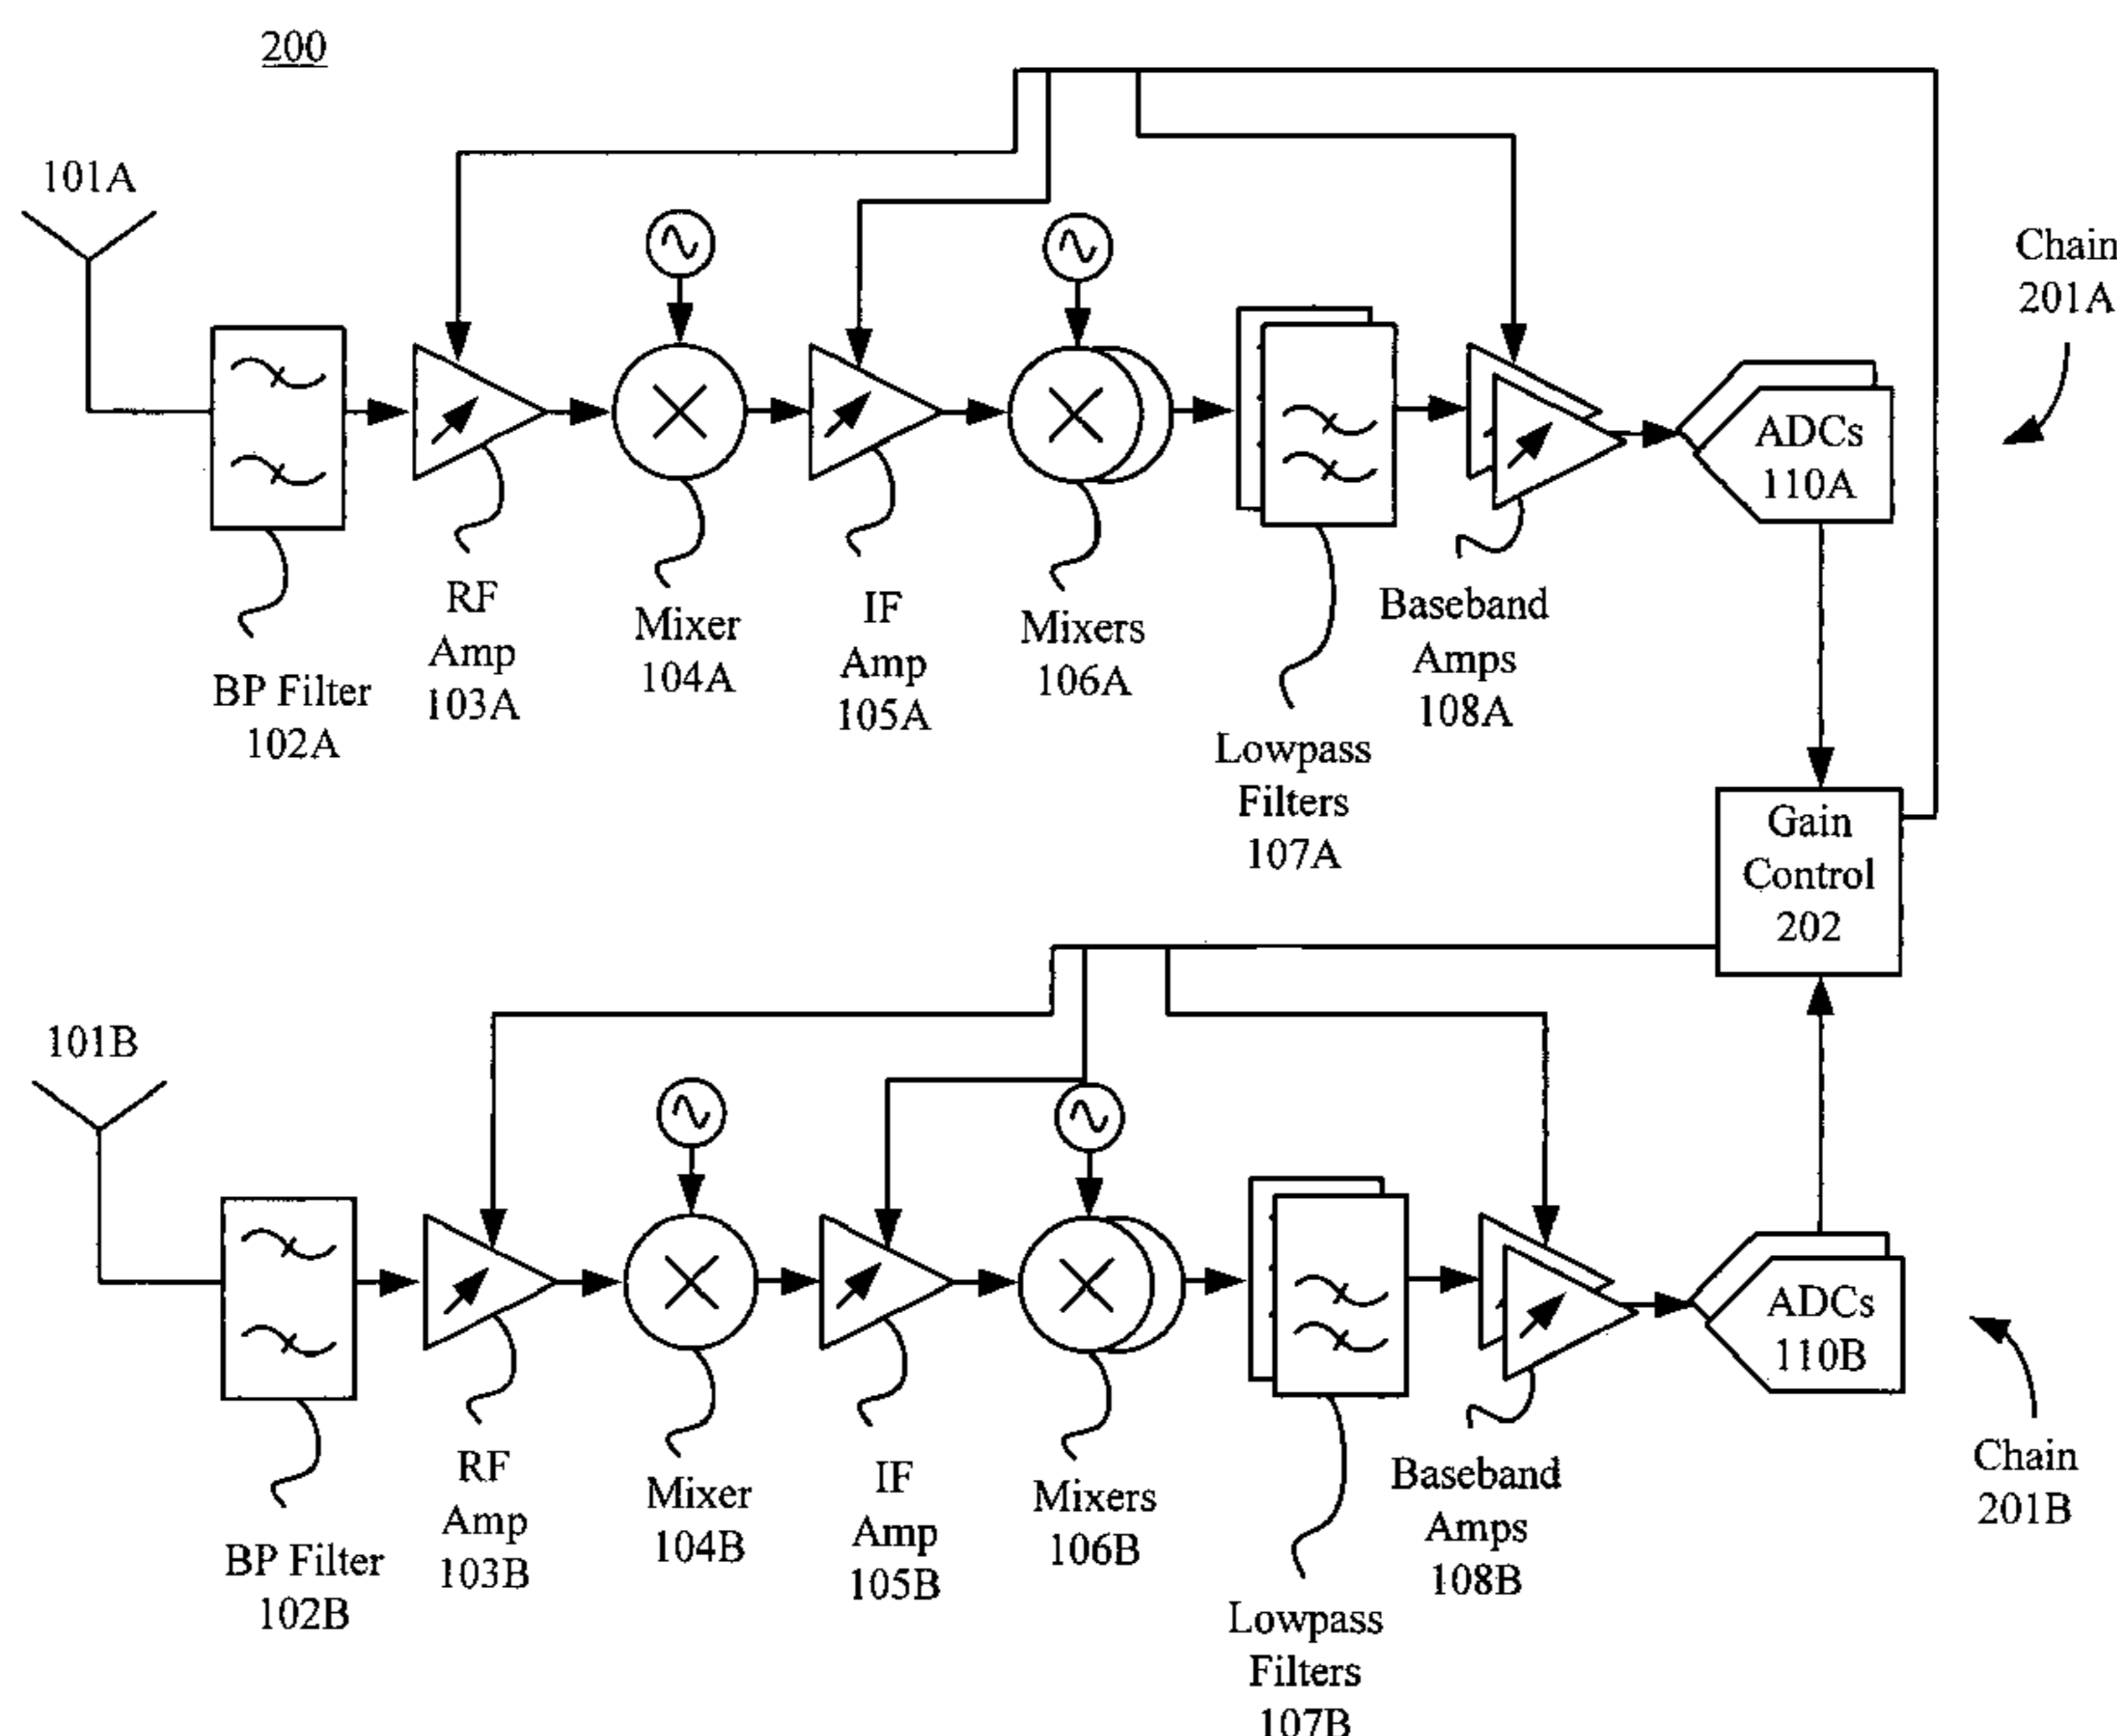 200
101A
Chain
201A
ADCs
110A
RF
Amp
103A
Mixer
104A
IF
Amp
105A
Mixers
106A
Baseband
Amps
108A
BP Filter
102A
Lowpass
Filters
107A
Gain
Control
202
101B
ADCs
110B
RF
Amp
103B
Mixer
104B
IF
Amp
105B
Mixers
106B
Baseband
Amps
108B
Chain
201B
BP Filter
102B
Lowpass
Filters
107B